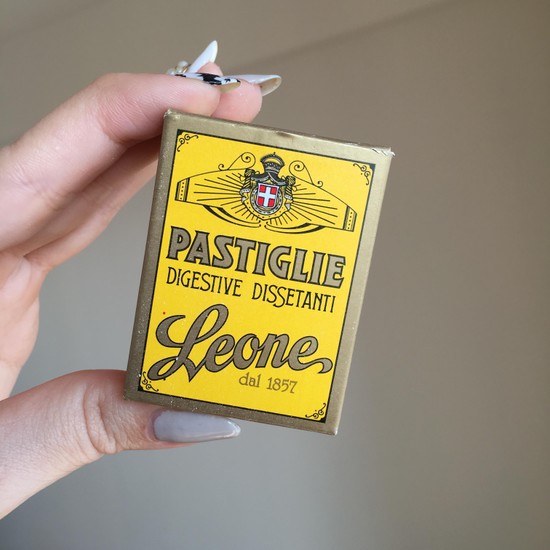 PASTIGLIE
DIGESTIVE DISSETANTI
Leone
dal 1857